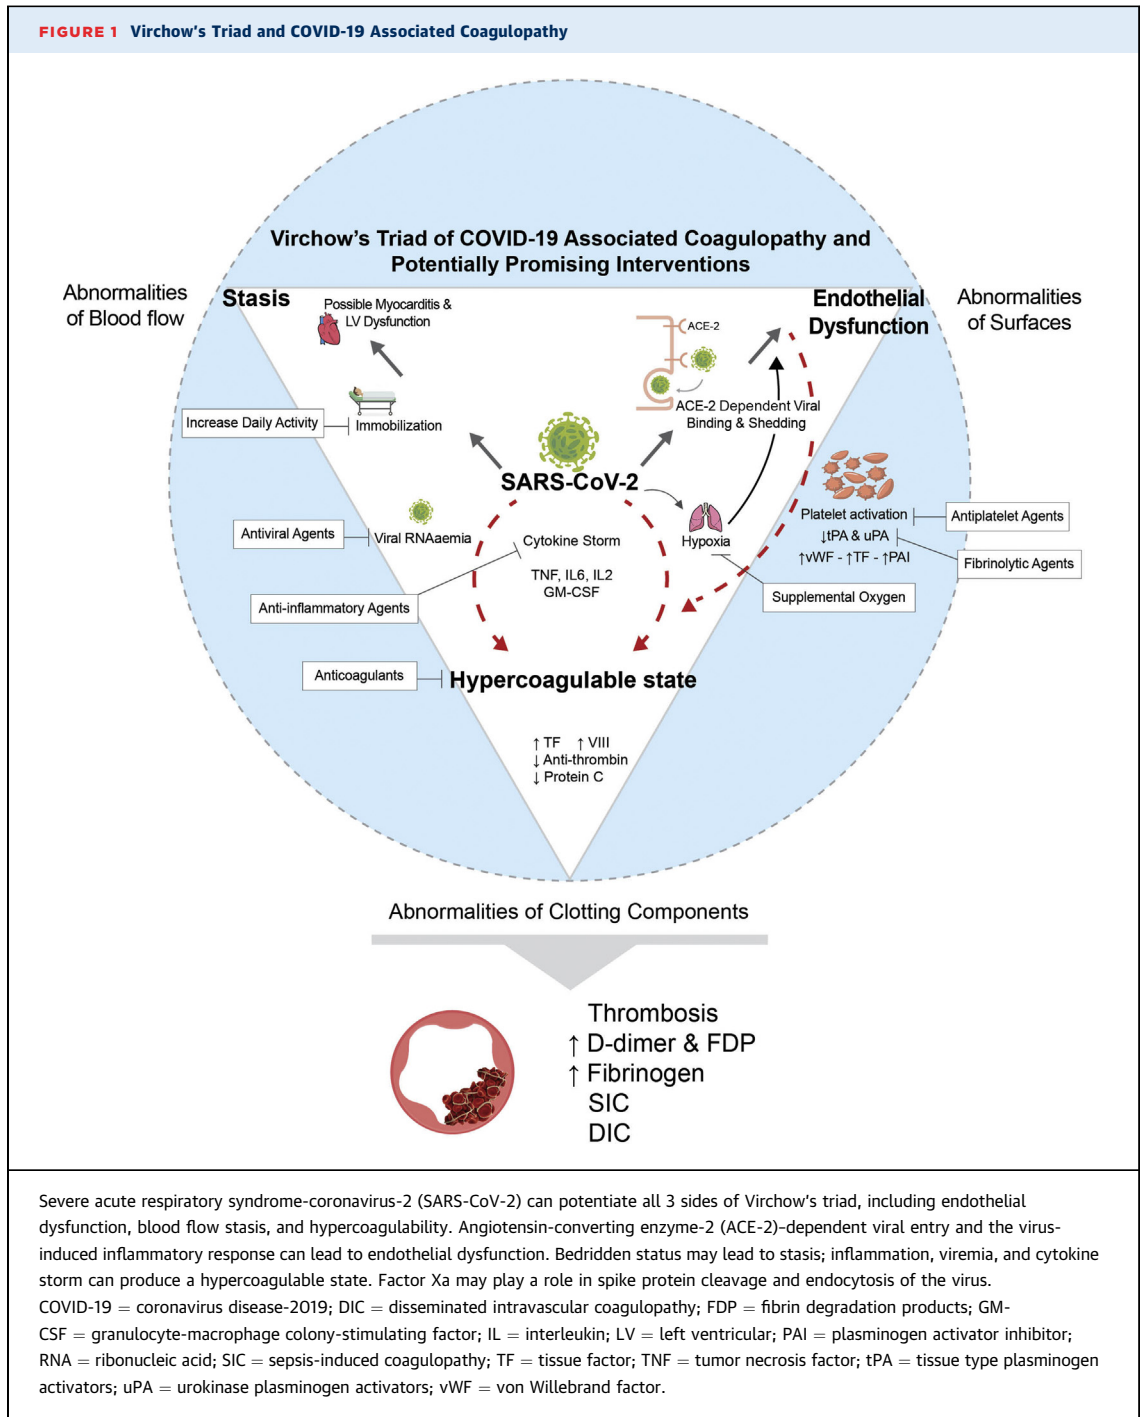 FIGURE 1 Virchow's Triad and COVID-19 Associated Coagulopathy
Virchow's Triad of COVID-19 Associated Coagulopathy and
Potentially Promising Interventions
Abnormalities
of Blood flow
Stasis
Possible Myocarditis &
LV Dysfunction
ACE-2
Endothelial
Dysfunction
Abnormalities
of Surfaces
Increase Daily Activity
Immobilization
ACE-2 Dependent Viral
Binding & Shedding
SARS-CoV-2
Antiviral Agents
Viral RNAaemia
Cytokine Storm
TNF, IL6, IL2
GM-CSF
Hypoxia
Platelet activation
↓tPA & uPA
↑vWF - ↑TF - ↑PAI
Antiplatelet Agents
Fibrinolytic Agents
Supplemental Oxygen
Anti-inflammatory Agents
Anticoagulants
Hypercoagulable state
↑ TF ↑ VIII
↓ Anti-thrombin
↓ Protein C
Abnormalities of Clotting Components
Thrombosis
↑ D-dimer & FDP
↑ Fibrinogen
SIC
DIC
Severe acute respiratory syndrome-coronavirus-2 (SARS-CoV-2) can potentiate all 3 sides of Virchow's triad, including endothelial
dysfunction, blood flow stasis, and hypercoagulability. Angiotensin-converting enzyme-2 (ACE-2)–dependent viral entry and the virus-
induced inflammatory response can lead to endothelial dysfunction. Bedridden status may lead to stasis; inflammation, viremia, and cytokine
storm can produce a hypercoagulable state. Factor Xa may play a role in spike protein cleavage and endocytosis of the virus.
COVID-19 = coronavirus disease-2019; DIC = disseminated intravascular coagulopathy; FDP = fibrin degradation products; GM-
CSF = granulocyte-macrophage colony-stimulating factor; IL = interleukin; LV = left ventricular; PAI = plasminogen activator inhibitor;
RNA = ribonucleic acid; SIC = sepsis-induced coagulopathy; TF = tissue factor; TNF = tumor necrosis factor; tPA = tissue type plasminogen
activators; uPA = urokinase plasminogen activators; vWF = von Willebrand factor.